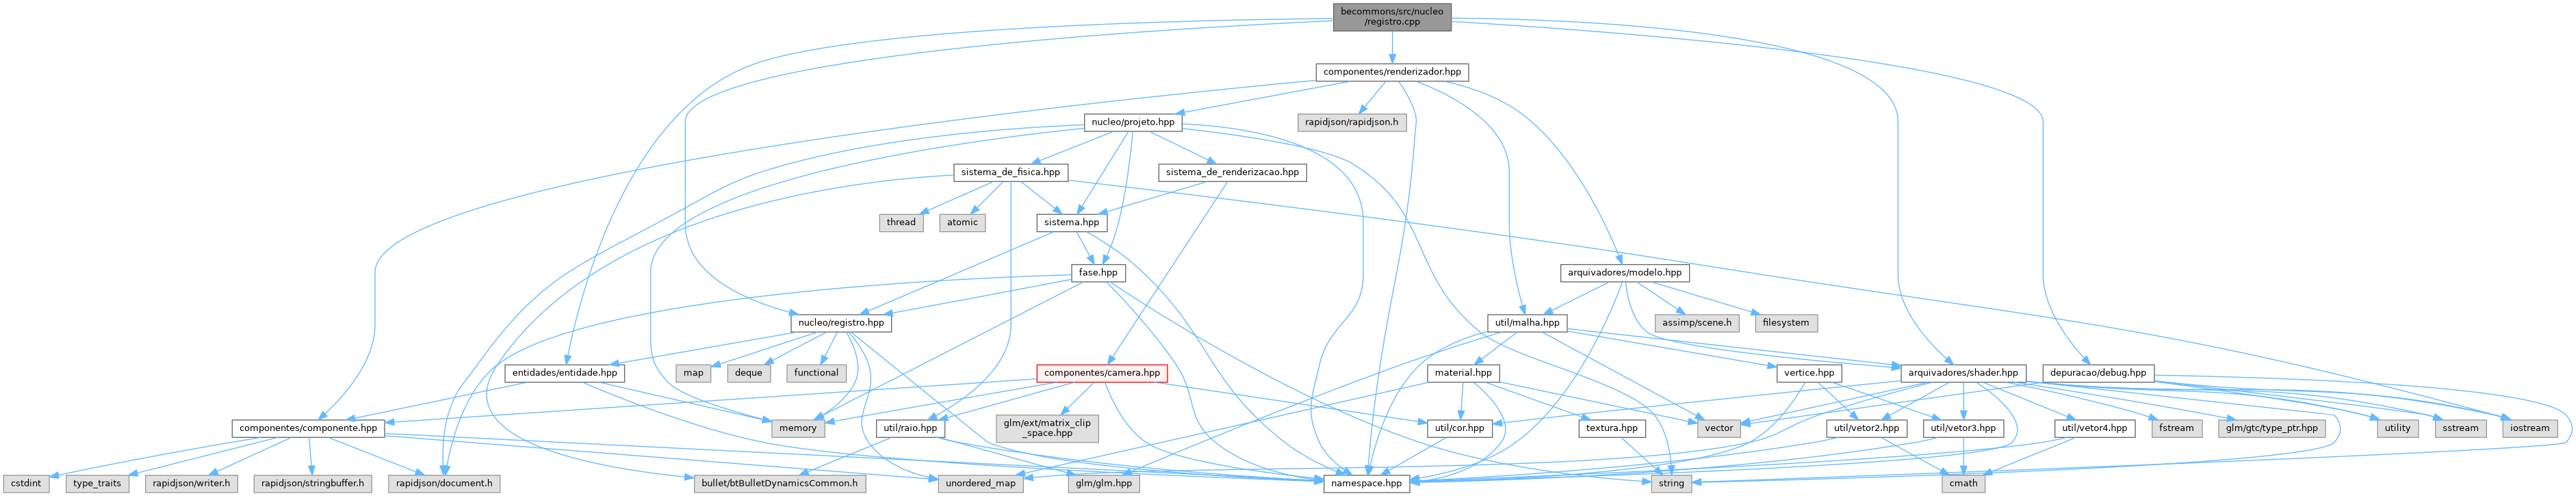 becommons/src/nucleo
/registro.cpp
componentes/renderizador.hpp
nucleo/projeto.hpp
rapidjson/rapidjson.h
sistema_de_fisica.hpp
sistema_de_renderizacao.hpp
thread
atomic
sistema.hpp
fase.hpp
arquivadores/modelo.hpp
nucleo/registro.hpp
util/malha.hpp
assimp/scene.h
filesystem
entidades/entidade.hpp
map
deque
functional
componentes/camera.hpp
material.hpp
vertice.hpp
arquivadores/shader.hpp
depuracao/debug.hpp
componentes/componente.hpp
memory
util/raio.hpp
glm/ext/matrix_clip
_space.hpp
util/cor.hpp
textura.hpp
vector
util/vetor2.hpp
util/vetor3.hpp
util/vetor4.hpp
fstream
glm/gtc/type_ptr.hpp
utility
sstream
iostream
cstdint
type_traits
rapidjson/writer.h
rapidjson/stringbuffer.h
rapidjson/document.h
bullet/btBulletDynamicsCommon.h
unordered_map
glm/glm.hpp
namespace.hpp
string
cmath